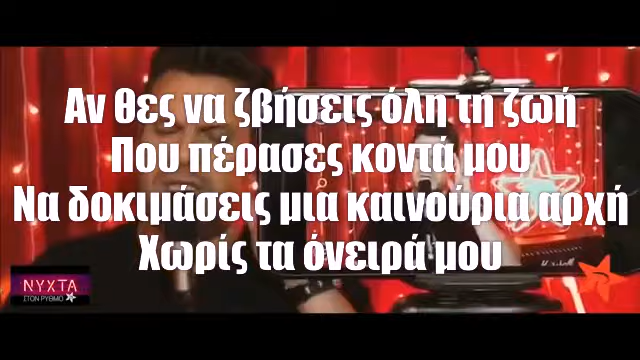 Αν θες να ζβήσεις όλη τη ζωή
Που πέρασες κοντά μου
Να δοκιμάσεις μια καινούρια αρχή
Χωρίς τα όνειρά μου
ΝΥΧΤΑ
ΣΤΟΝ ΡΥΘΜΟ
Marshall